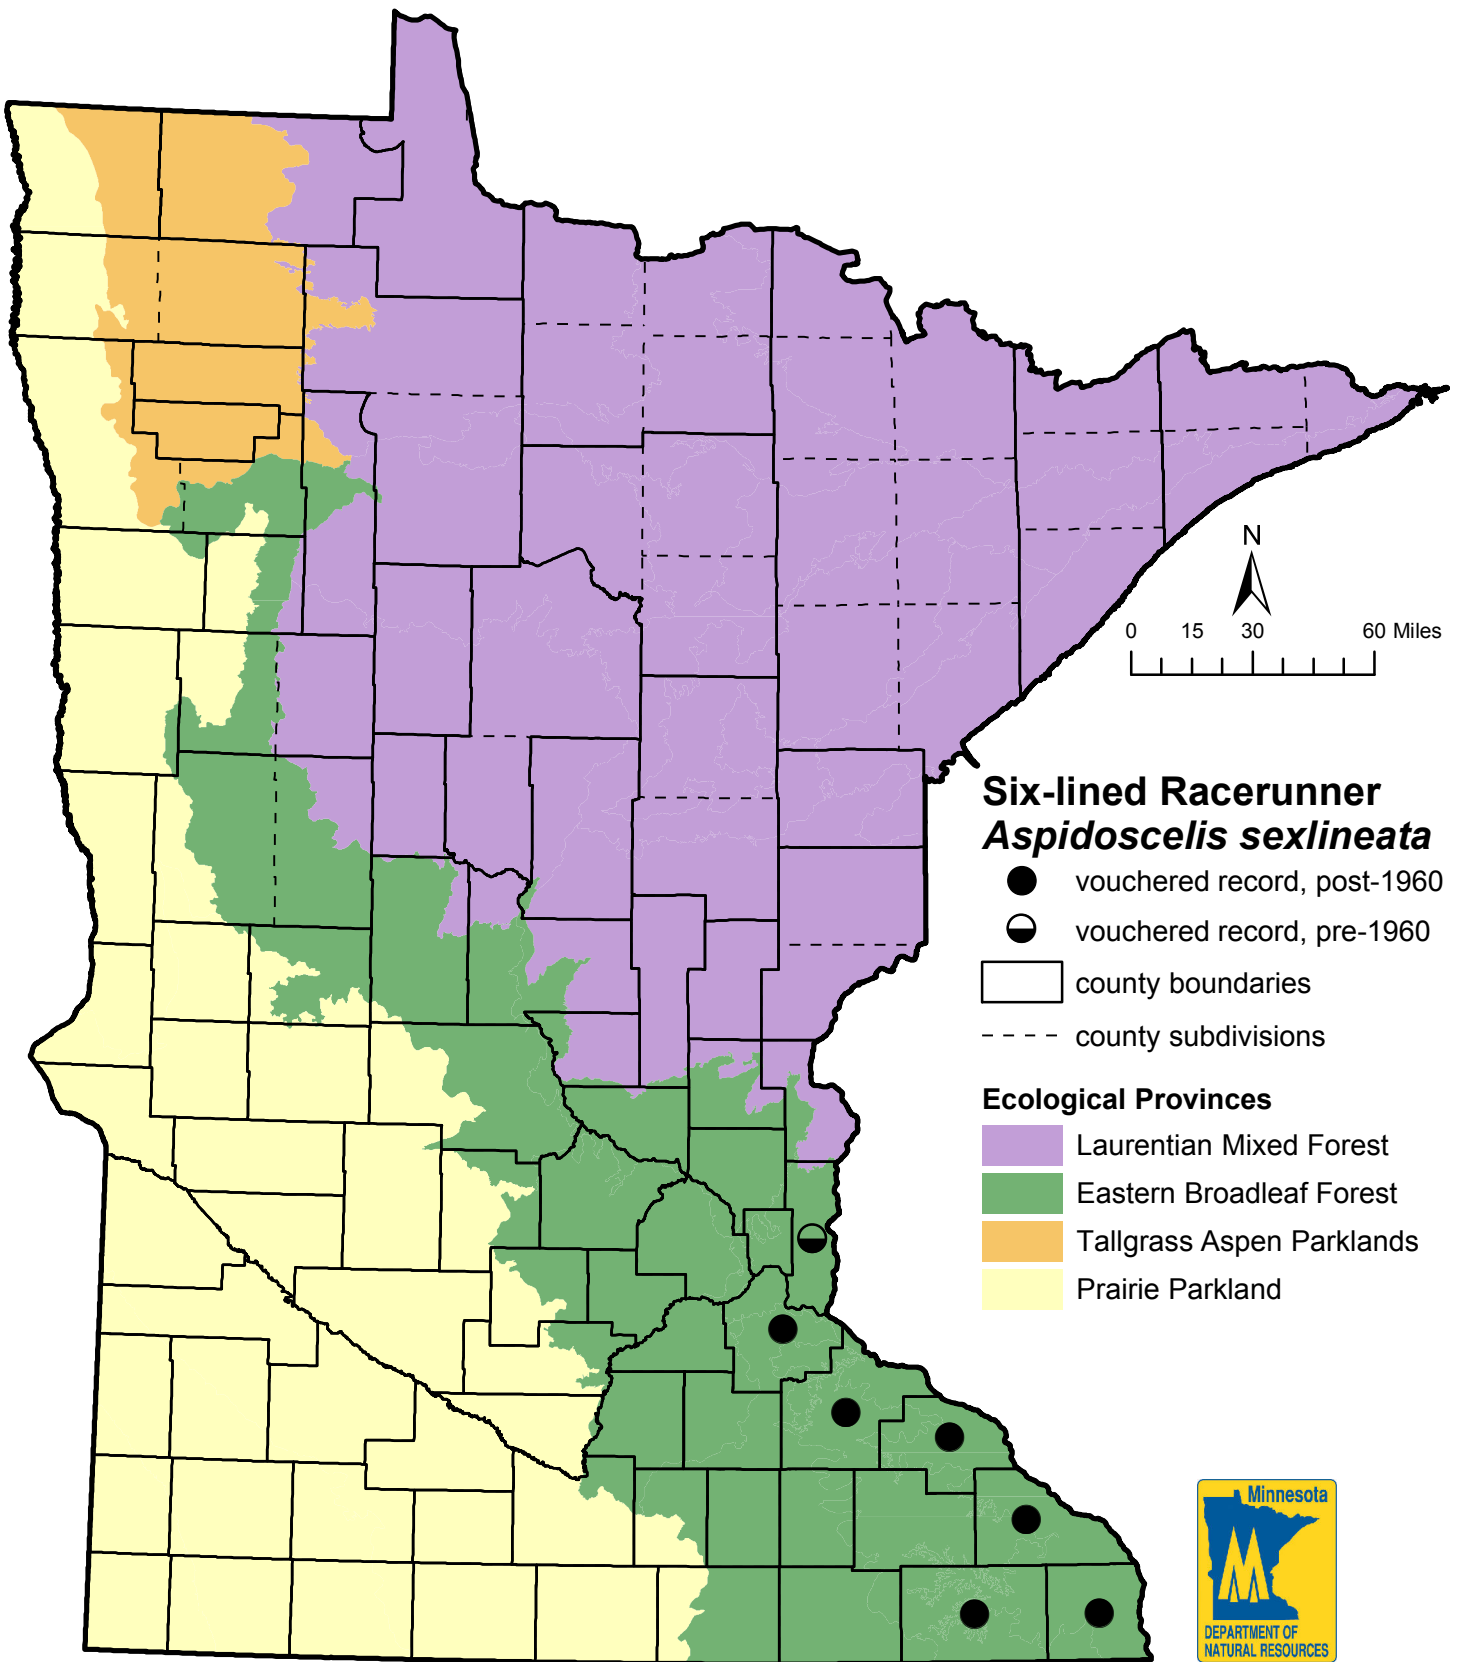 N
0 15 30 60 Miles
Six-lined Racerunner
Aspidoscelis sexlineata
vouchered record, post-1960
vouchered record, pre-1960
county boundaries
county subdivisions
Ecological Provinces
Laurentian Mixed Forest
Eastern Broadleaf Forest
Tallgrass Aspen Parklands
Prairie Parkland
Minnesota
DEPARTMENT OF
NATURAL RESOURCES